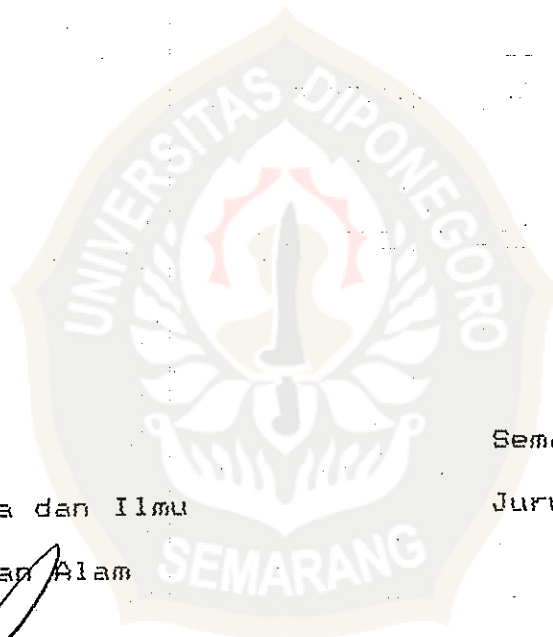 UNIVERSITAS DIPONEGORO
Sema
a dan Ilmu
Juru
an Alam
SEMARANG